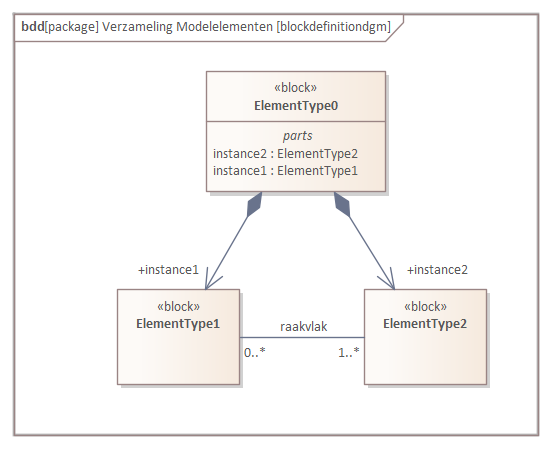 bdd[package] Verzameling Modelelementen [blockdefinitiondgm]
«block»
ElementType0
parts
instance2 : ElementType2
instance1 : ElementType1
+instance1
+instance2
«block»
ElementType1
raakvlak
0..*
1..*
«block»
ElementType2